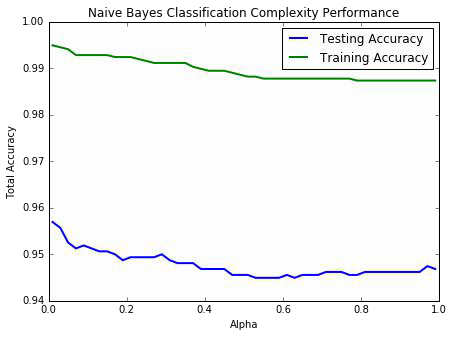 Naive Bayes Classification Complexity Performance
1.00
0.99
0.98
0.97
0.96
0.95
0.94
Total Accuracy
Testing Accuracy
Training Accuracy
0.0 0.2 0.4 0.6 0.8 1.0
Alpha